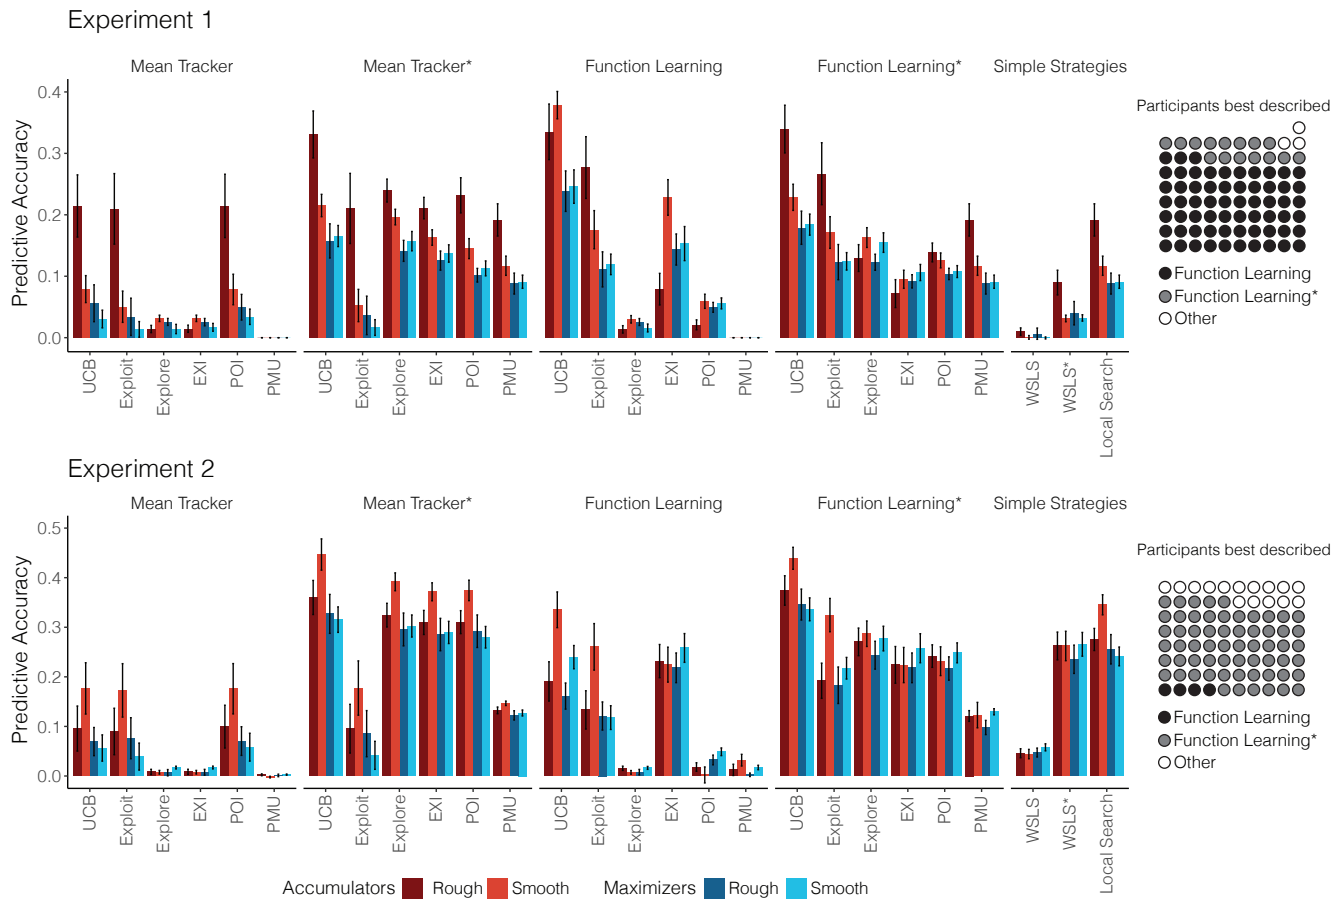 Experiment 1
Mean Tracker
Mean Tracker*
Function Learning
Function Learning*
Simple Strategies
Predictive Accuracy
0.4
0.3
0.2
0.1
0.0
UCB
Exploit
Explore
EXI
POI
PMU
UCB
Exploit
Explore
EXI
POI
PMU
UCB
Exploit
Explore
EXI
POI
PMU
UCB
Exploit
Explore
EXI
POI
PMU
WSLS
WSLS*
Local Search
Participants best described
Function Learning
Function Learning*
Other
Experiment 2
Mean Tracker
Mean Tracker*
Function Learning
Function Learning*
Simple Strategies
Predictive Accuracy
0.5
0.4
0.3
0.2
0.1
0.0
UCB
Exploit
Explore
EXI
POI
PMU
UCB
Exploit
Explore
EXI
POI
PMU
UCB
Exploit
Explore
EXI
POI
PMU
UCB
Exploit
Explore
EXI
POI
PMU
WSLS
WSLS*
Local Search
Participants best described
Function Learning
Function Learning*
Other
Accumulators Rough Smooth Maximizers Rough Smooth